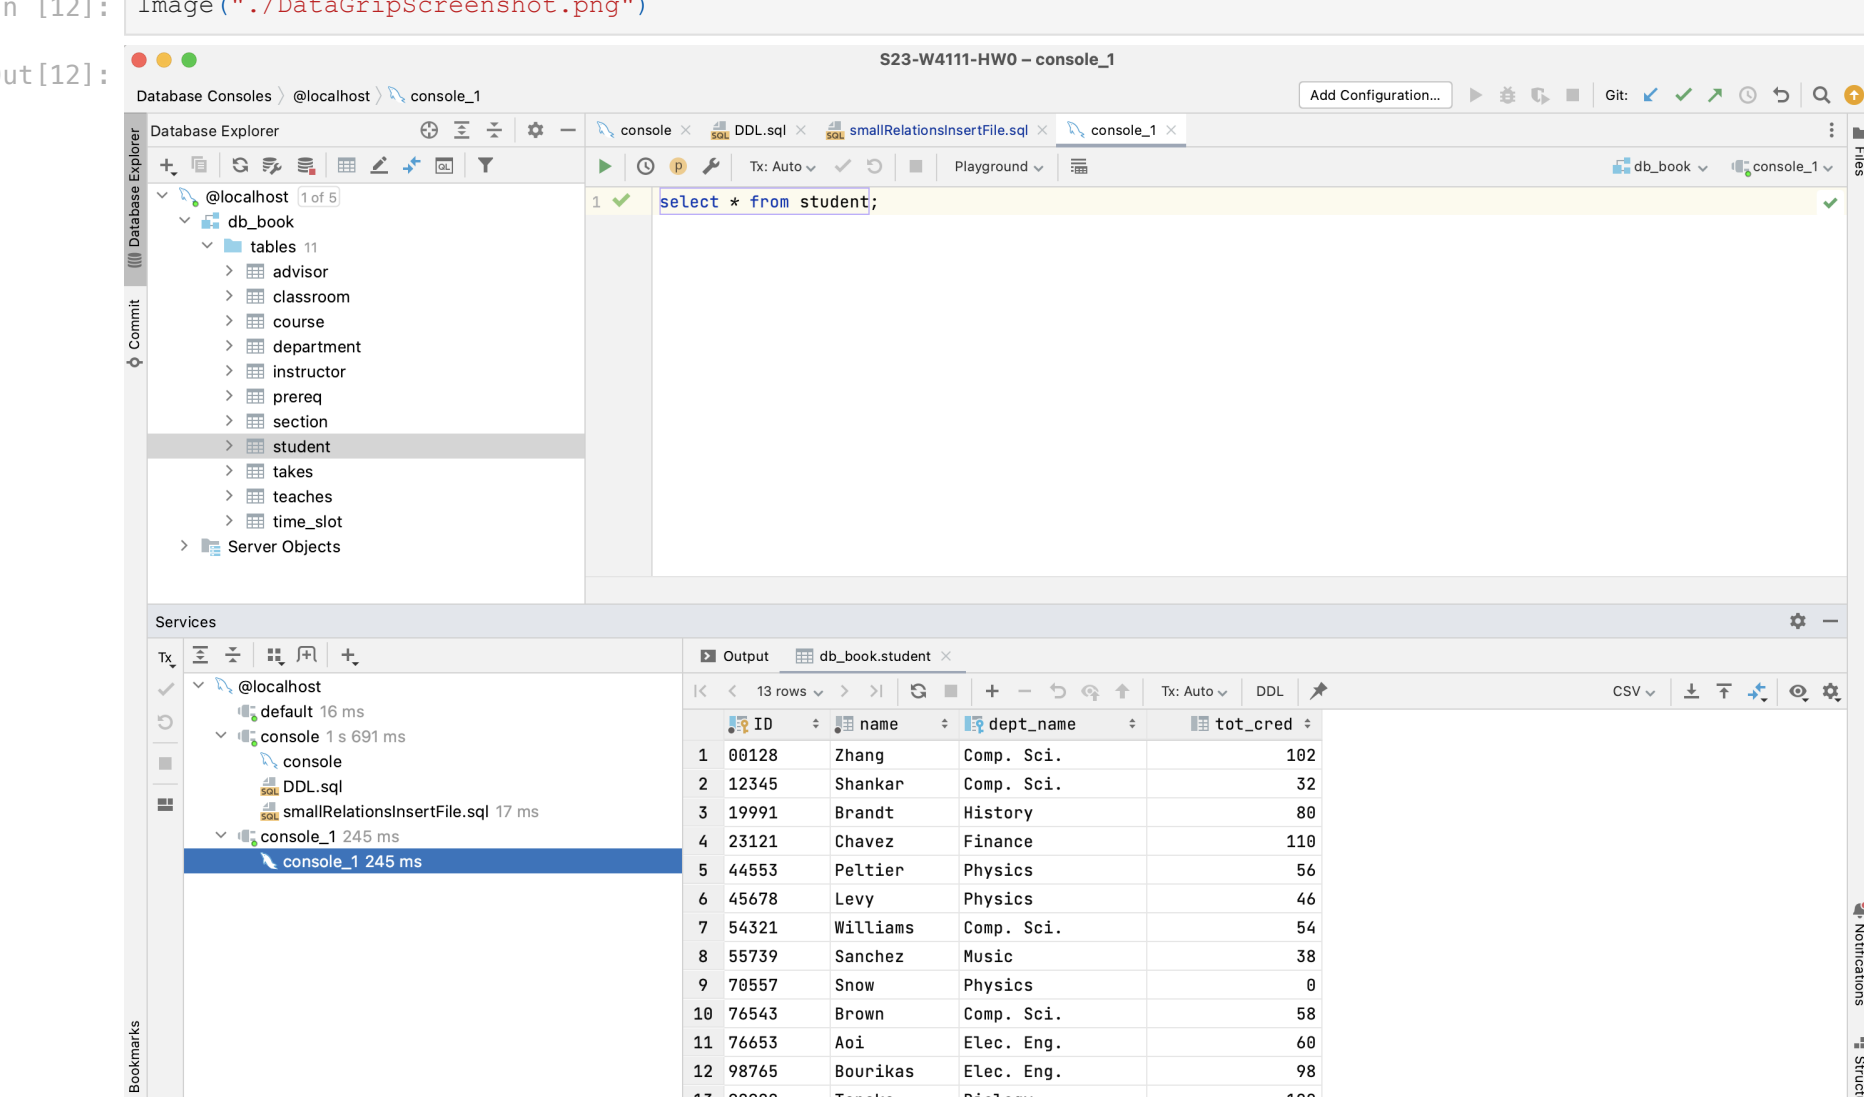 n [12]:
Image("./DataGripScreenshot.png")
ut[12]:
S23-W4111-HW0 – console_1
Database Consoles
@localhost
console_1
Add Configuration...
Git:
Database Explorer
console
DDL.sql
smallRelationsInsertFile.sql
console_1
Tx: Auto
Playground
db_book
console_1
Database Explorer
Commit
Bookmarks
Files
Notifications
@localhost 1 of 5
db_book
tables 11
advisor
classroom
course
department
instructor
prereq
section
student
takes
teaches
time_slot
Server Objects
1 select * from student;
Services
Tx
@localhost
default 16 ms
console 1 s 691 ms
console
DDL.sql
smallRelationsInsertFile.sql 17 ms
console_1 245 ms
console_1 245 ms
Output
db_book.student
13 rows
Tx: Auto
DDL
CSV
ID name dept_name tot_cred
1 00128 Zhang Comp. Sci. 102
2 12345 Shankar Comp. Sci. 32
3 19991 Brandt History 80
4 23121 Chavez Finance 110
5 44553 Peltier Physics 56
6 45678 Levy Physics 46
7 54321 Williams Comp. Sci. 54
8 55739 Sanchez Music 38
9 70557 Snow Physics 0
10 76543 Brown Comp. Sci. 58
11 76653 Aoi Elec. Eng. 60
12 98765 Bourikas Elec. Eng. 98